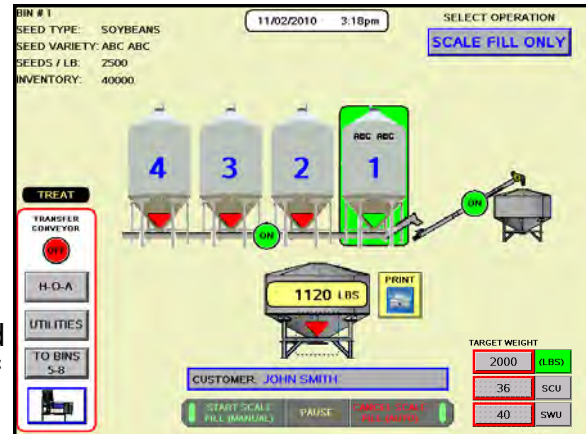 BIN # 1
SEED TYPE: SOYBEANS
SEED VARIETY: ABC ABC
SEEDS / LB: 2500
INVENTORY: 40000
11/02/2010 3:18pm
SELECT OPERATION
SCALE FILL ONLY
ABC ABC
4 3 2 1
ON
ON
TREAT
TRANSFER
CONVEYOR
OFF
H-O-A
UTILITIES
TO BINS
5-8
1120 LBS
PRINT
CUSTOMER JOHN SMITH
START SCALE
FILL (MANUAL)
PAUSE
CANCEL SCALE
TARGET WEIGHT
2000 (LBS)
36 SCU
40 SWU